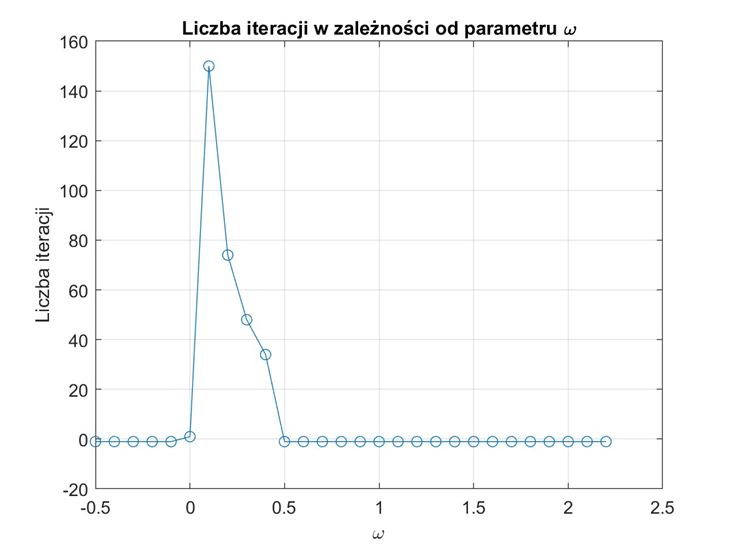 Liczba iteracji w zależności od parametru ω
160
140
120
100
80
60
40
20
0
-20
Liczba iteracji
-0.5 0 0.5 1 1.5 2 2.5
ω